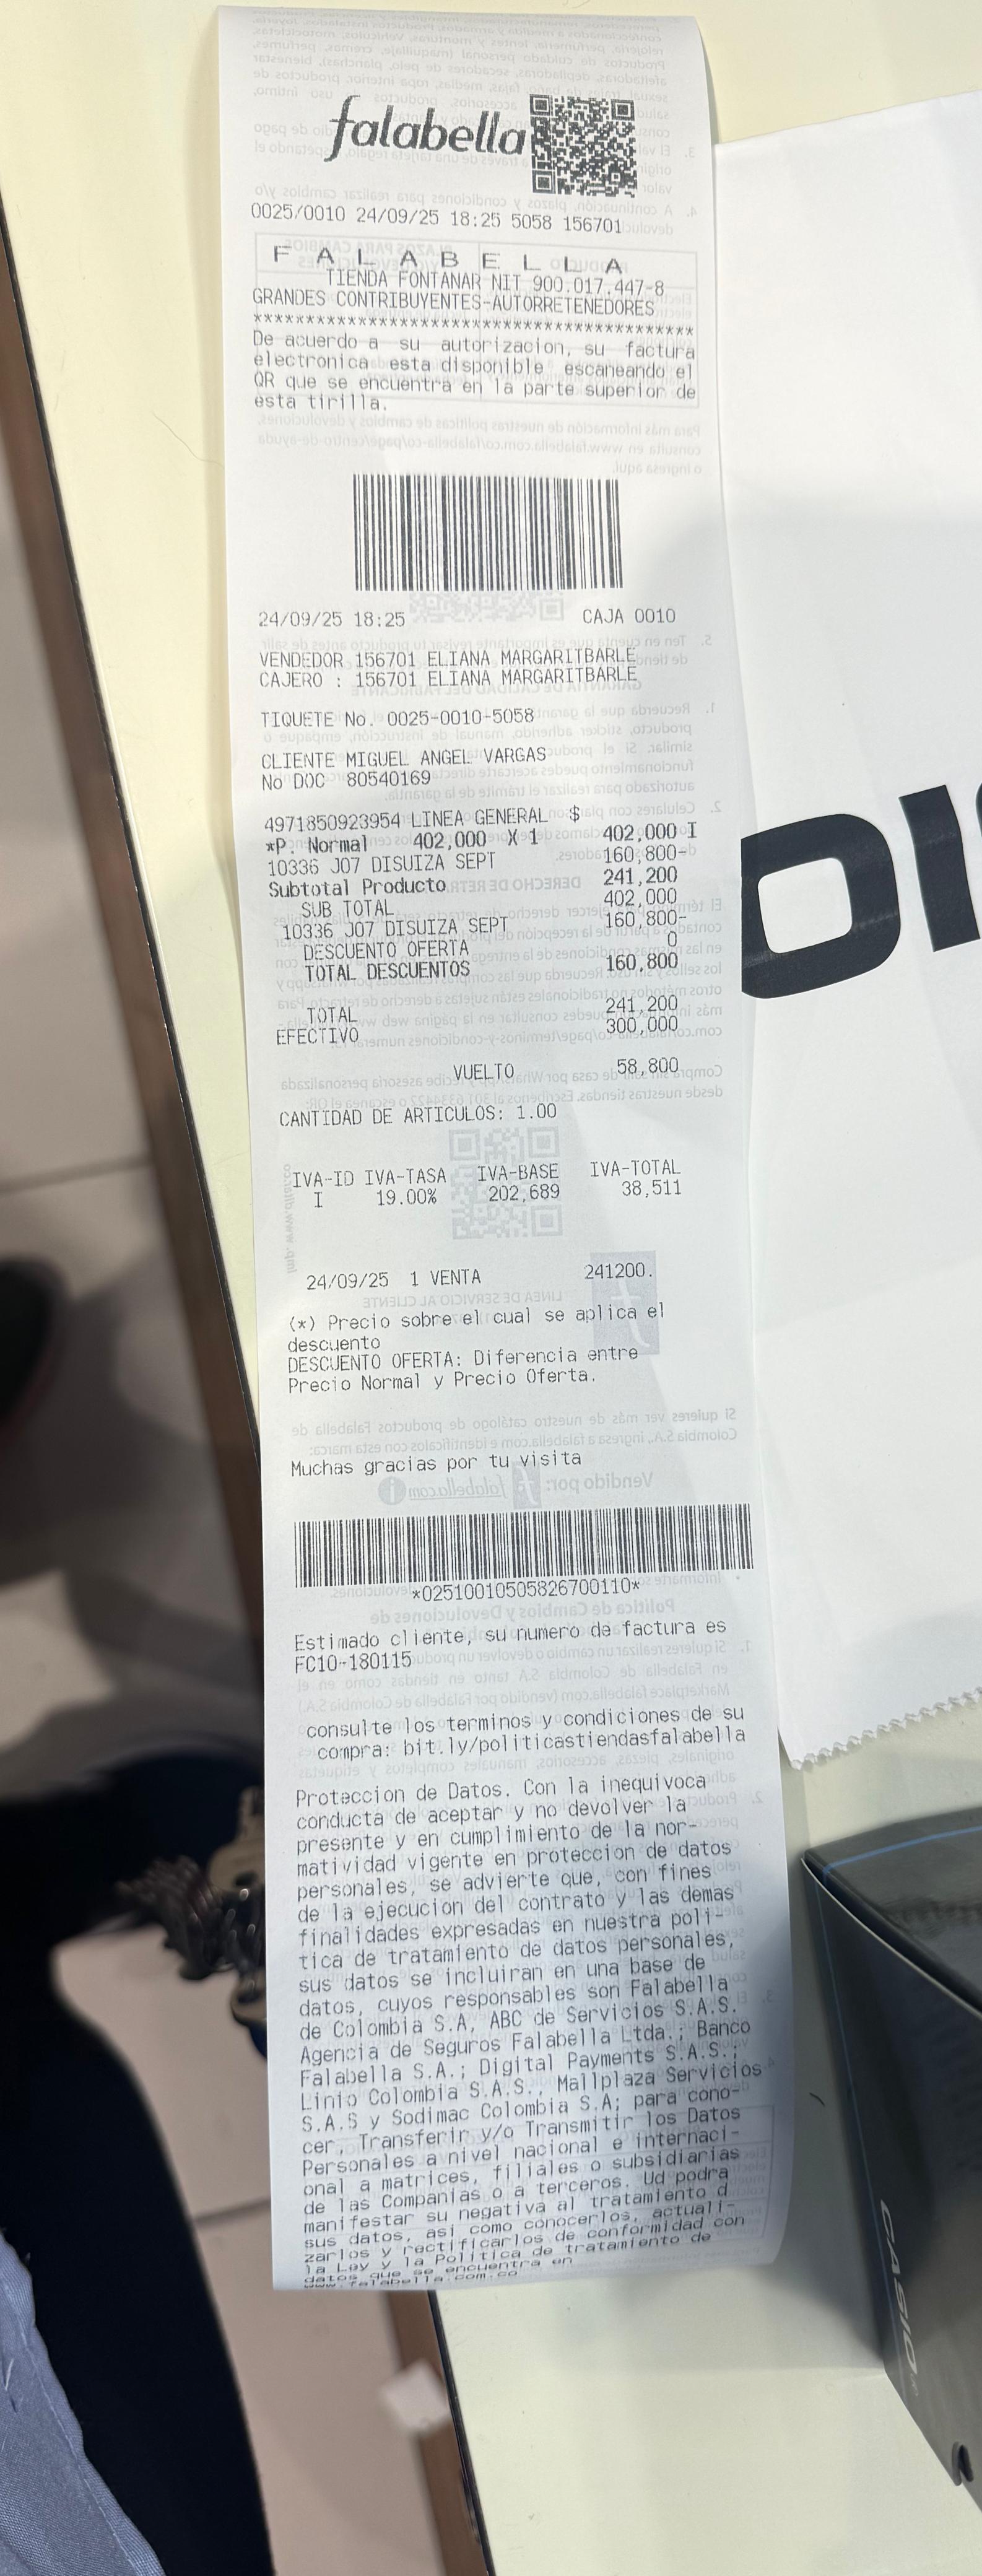 falabella
0025/0010 24/09/25 18:25 5058 156701
F A L A B E L L A
TIENDA FONTANAR NIT 900.017.447-8
GRANDES CONTRIBUYENTES-AUTORRETENEDORES
******************************************
De acuerdo a su autorizacion, su factura
electronica esta disponible escaneando el
QR que se encuentra en la parte superior de
esta tirilla.
24/09/25 18:25 CAJA 0010
VENDEDOR 156701 ELIANA MARGARITBARLE
CAJERO : 156701 ELIANA MARGARITBARLE
TIQUETE No. 0025-0010-5058
CLIENTE MIGUEL ANGEL VARGAS
No DOC 80540169
4971850923954 LINEA GENERAL $
*P. Normal 402,000 X 1 402,000 I
10336 J07 DISUIZA SEPT 160,800-
Subtotal Producto 241,200
SUB TOTAL 402,000
10336 J07 DISUIZA SEPT 160,800-
DESCUENTO OFERTA 0
TOTAL DESCUENTOS 160,800
TOTAL 241,200
EFECTIVO 300,000
VUELTO 58,800
CANTIDAD DE ARTICULOS: 1.00
IVA-ID IVA-TASA IVA-BASE IVA-TOTAL
I 19.00% 202,689 38,511
24/09/25 1 VENTA 241200.
(*) Precio sobre el cual se aplica el
descuento
DESCUENTO OFERTA: Diferencia entre
Precio Normal y Precio Oferta.
Muchas gracias por tu visita
*02510010505826700110*
Estimado cliente, su numero de factura es
FC10-180115
consulte los terminos y condiciones de su
compra: bit.ly/politicastiendasfalabella
Proteccion de Datos. Con la inequivoca
conducta de aceptar y no devolver la
presente y en cumplimiento de la nor-
matividad vigente en proteccion de datos
personales, se advierte que, con fines
de la ejecucion del contrato y las demas
finalidades expresadas en nuestra poli-
tica de tratamiento de datos personales,
sus datos se incluiran en una base de
datos, cuyos responsables son Falabella
de Colombia S.A, ABC de Servicios S.A.S.
Agencia de Seguros Falabella Ltda.; Banco
Falabella S.A.; Digital Payments S.A.S.;
Linio Colombia S.A.S., Mallplaza Servicios
S.A.S y Sodimac Colombia S.A; para cono-
cer, Transferir y/o Transmitir los Datos
Personales a nivel nacional e internaci-
onal a matrices, filiales o subsidiarias
de las Companias o a terceros. Ud podra
manifestar su negativa al tratamiento d
sus datos, asi como conocerlos, actuali-
zarlos y rectificarlos de conformidad con
la Ley y la Politica de tratamiento de
datos que se encuentra en
www.falabella.com.co
CASIO